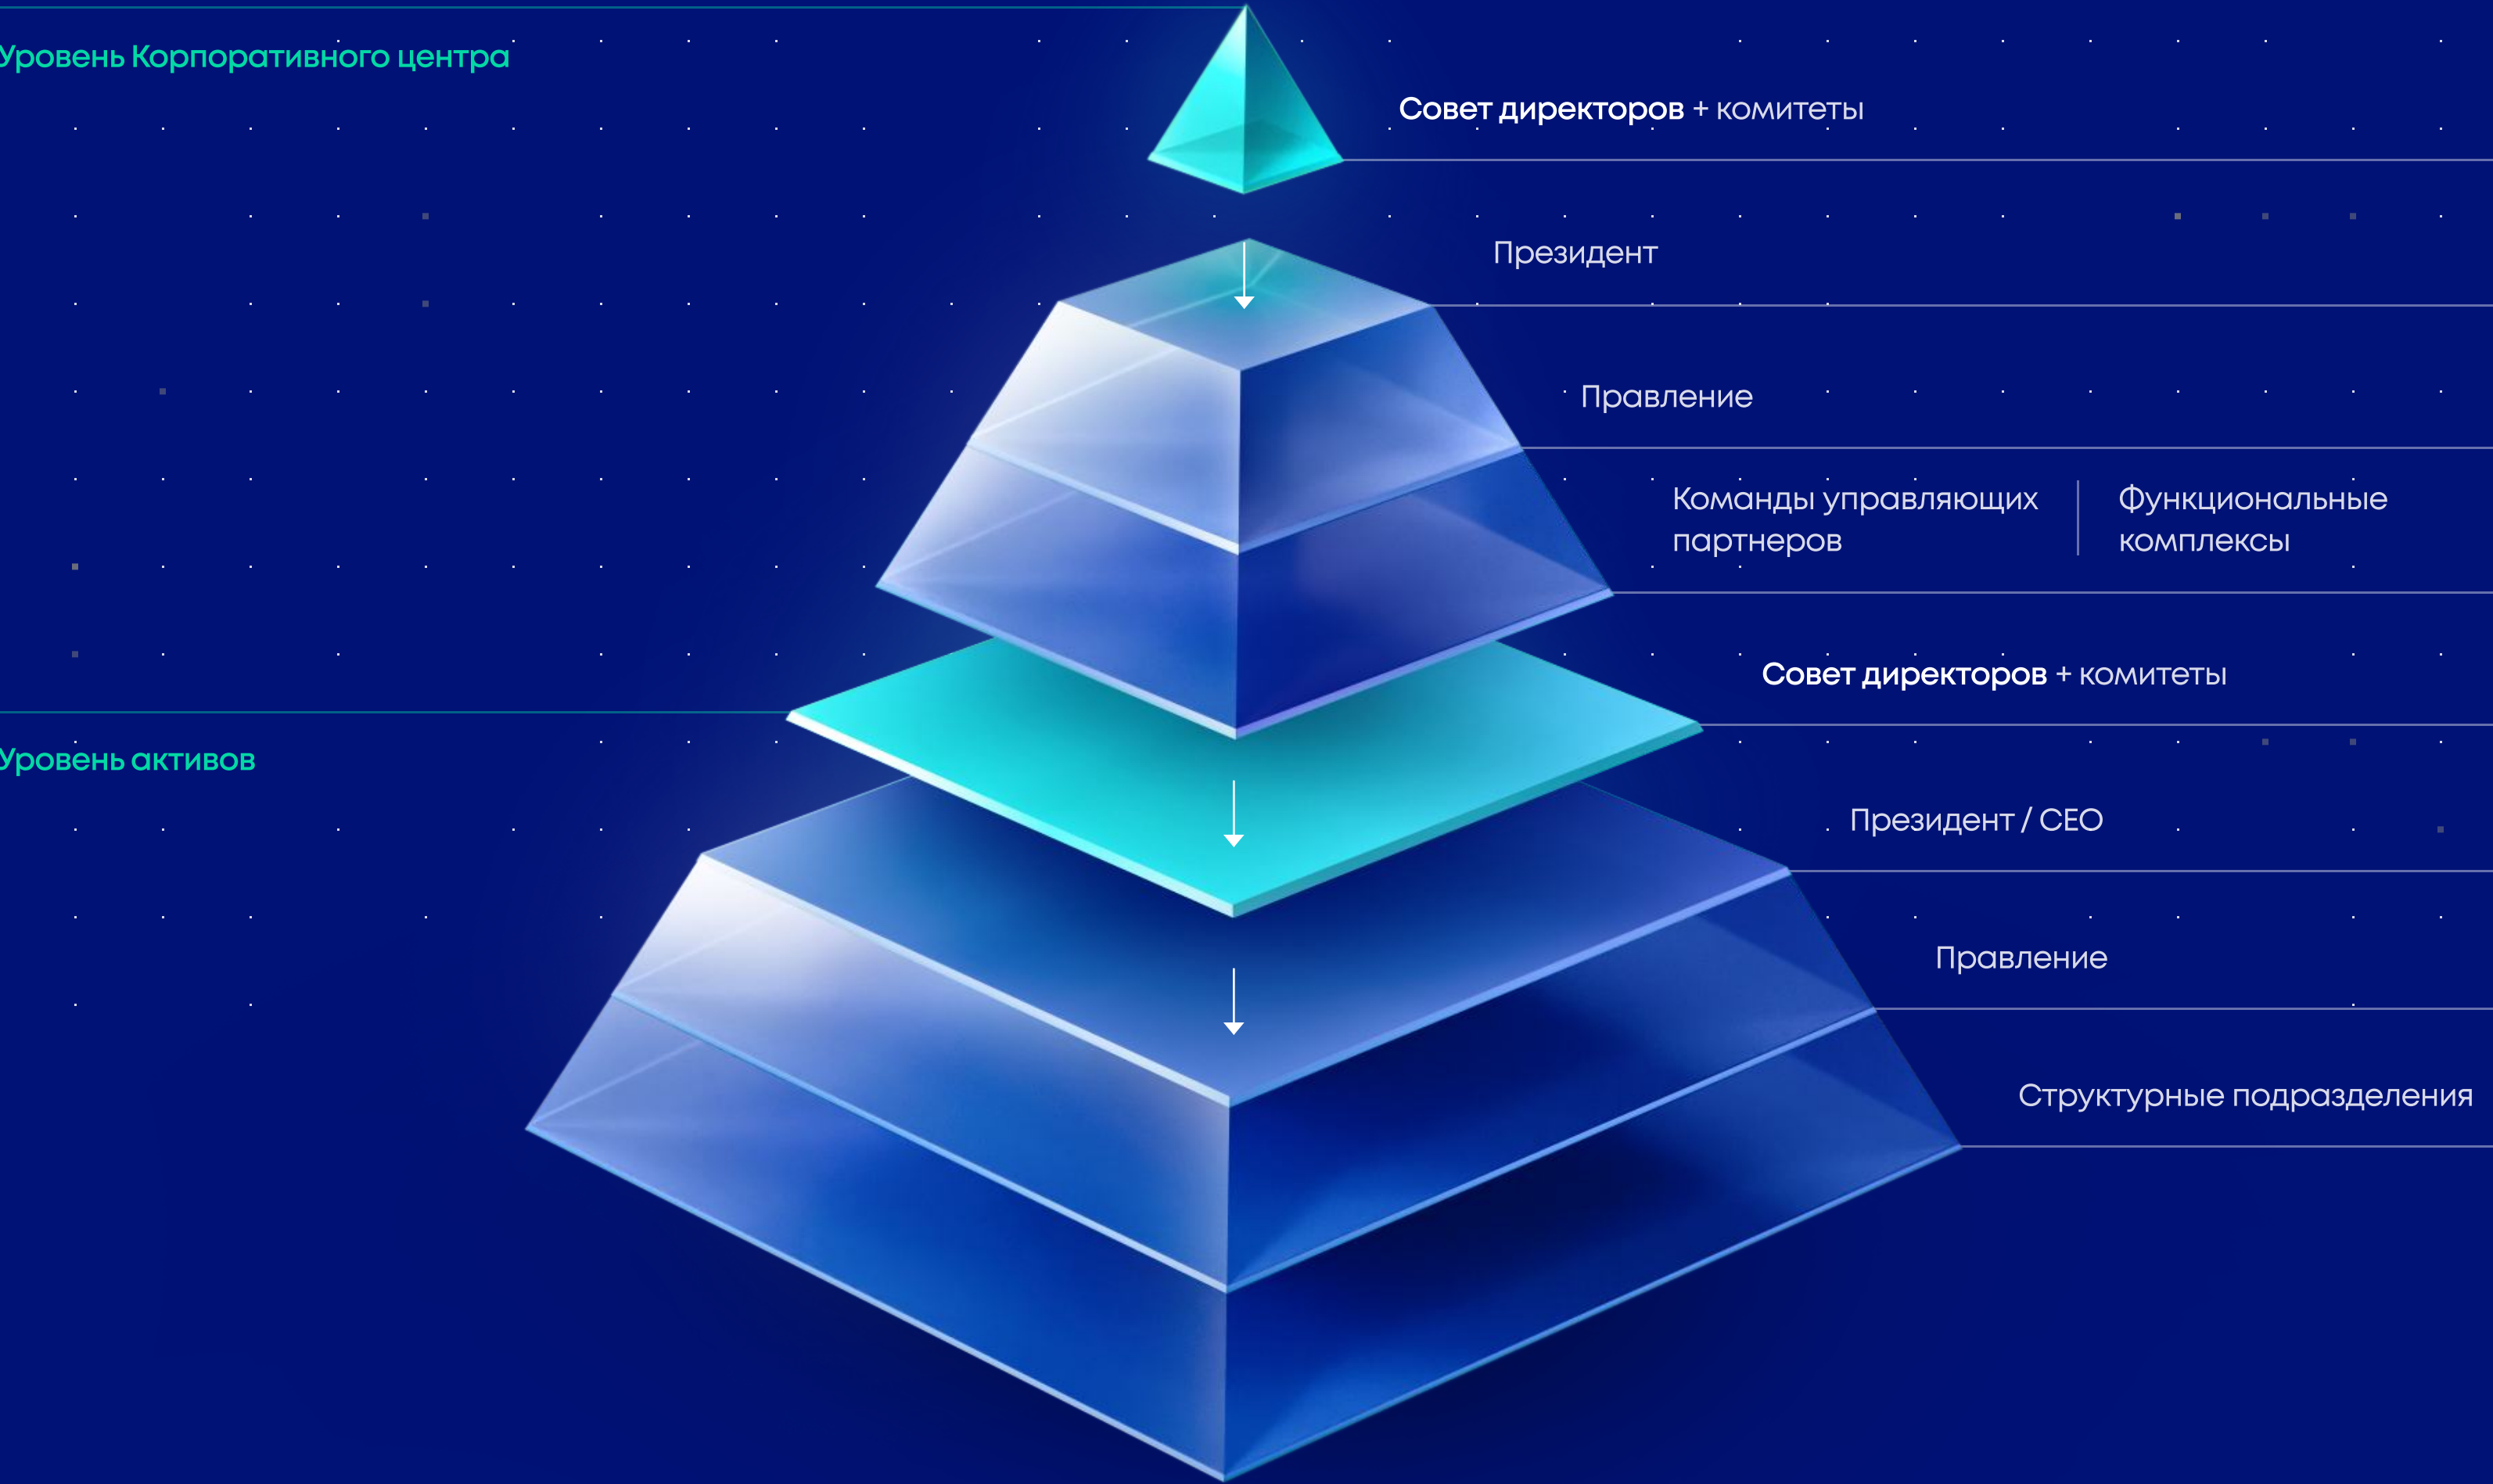 Уровень Корпоративного центра
Совет директоров + комитеты
Президент
Правление
Команды управляющих
партнеров
Функциональные
комплексы
Совет директоров + комитеты
Уровень активов
Президент / CEO
Правление
Структурные подразделения